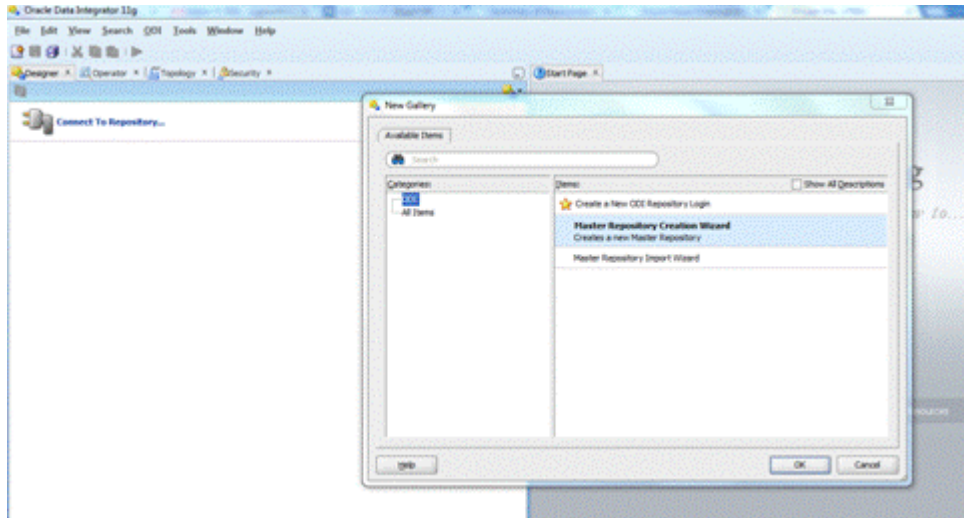 Oracle Data Integrator 11g
File Edit View Search ODI Tools Window Help
Designer Operator Topology Security Start Page
Connect To Repository...
New Gallery
Available Items
Search
Categories:
ODI
All Items
Items:
Show All Descriptions
Create a New ODI Repository Login
Master Repository Creation Wizard
Creates a new Master Repository
Master Repository Import Wizard
Help
OK Cancel